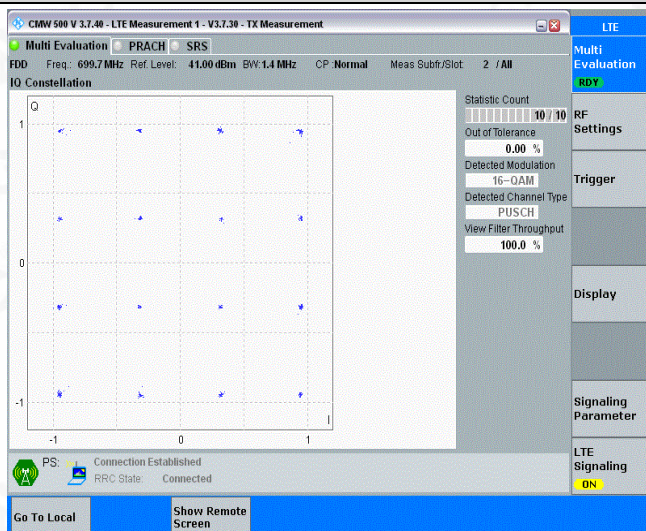 CMW 500 V 3.7.40 - LTE Measurement 1 - V3.7.30 - TX Measurement
LTE
Multi Evaluation PRACH SRS
Multi
Evaluation
RDY
FDD Freq.: 699.7 MHz Ref. Level: 41.00 dBm BW: 1.4 MHz CP :Normal Meas Subfr./Slot: 2 / All
IQ Constellation
Q
1
0
-1
I
-1 0 1
Statistic Count
10 / 10
Out of Tolerance
0.00 %
Detected Modulation
16-QAM
Detected Channel Type
PUSCH
View Filter Throughput
100.0 %
RF
Settings
Trigger
Display
Signaling
Parameter
LTE
Signaling
ON
PS: Connection Established
RRC State: Connected
Go To Local
Show Remote
Screen